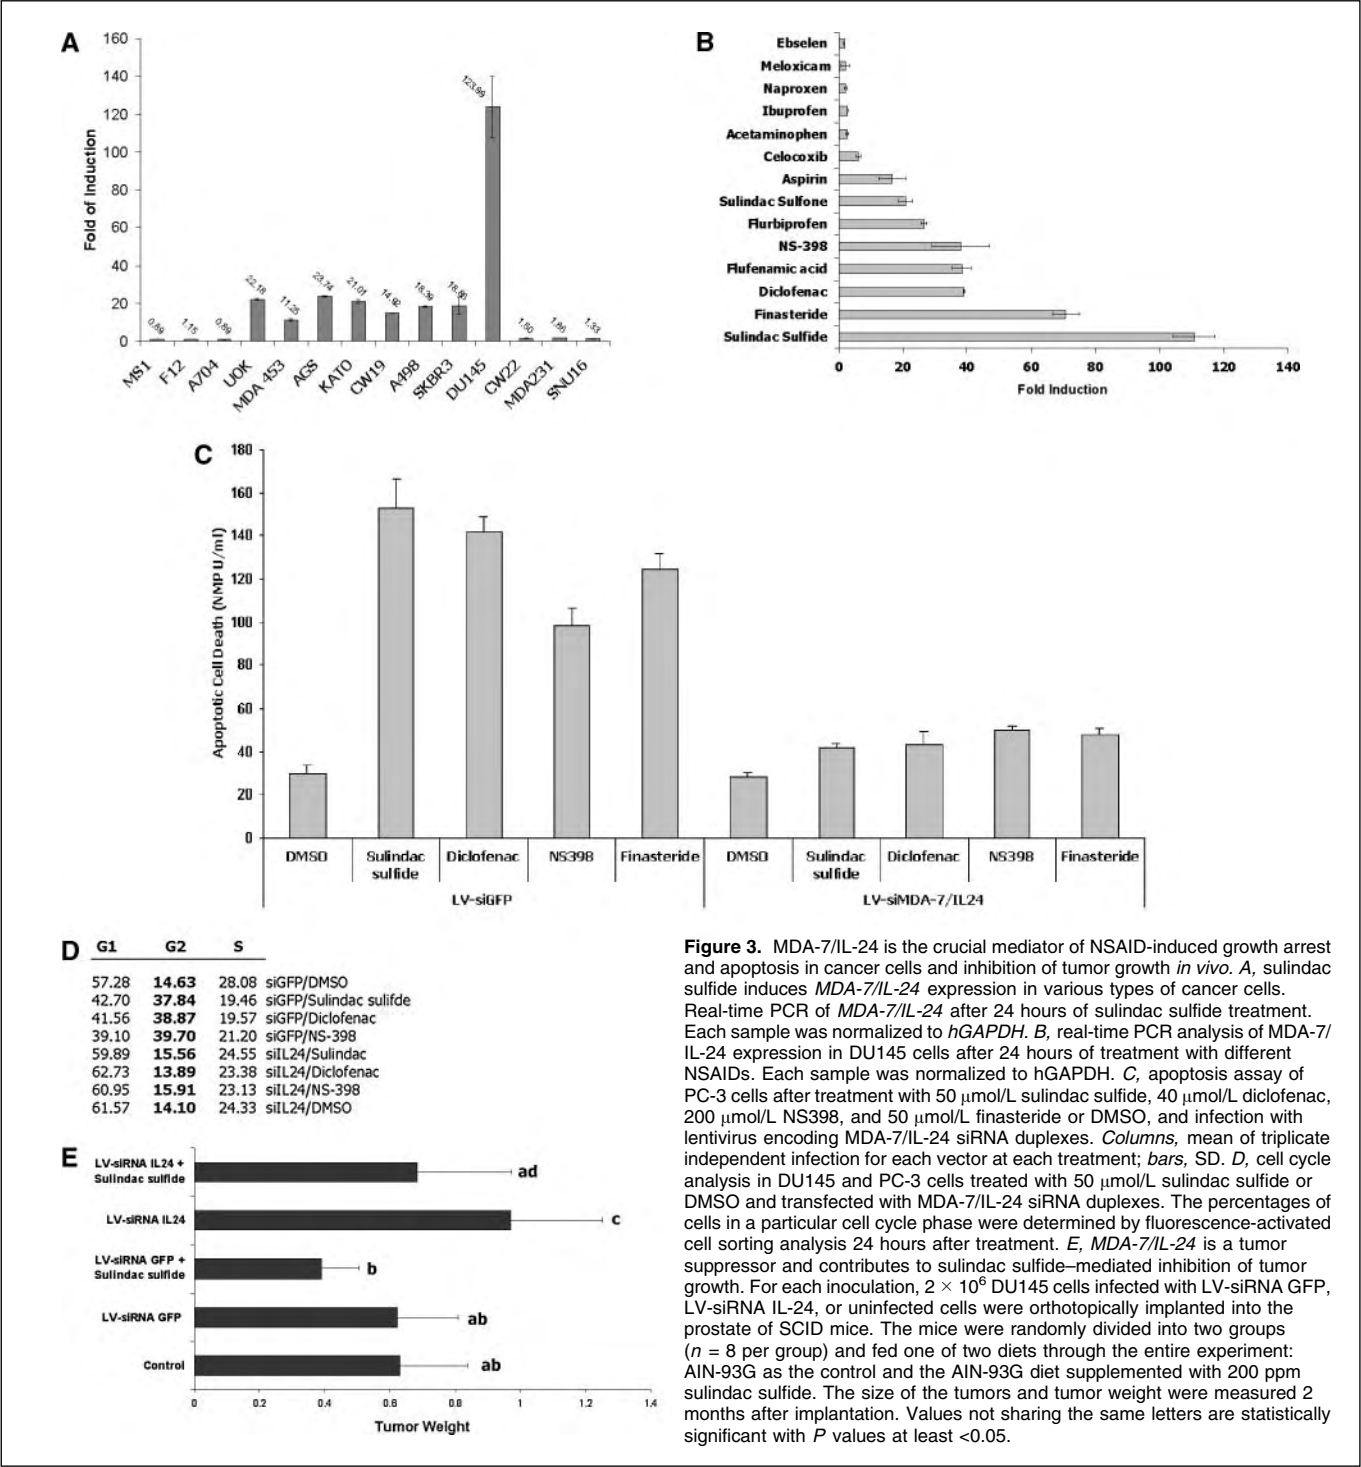 A
160
140
120
100
80
60
40
20
0
Fold of Induction
0.89
1.15
0.89
22.18
11.25
23.74
21.01
14.92
18.39
18.86
123.99
1.50
1.86
1.33
MS1
F12
A704
UOK
MDA 453
AGS
KATO
CW19
A498
SKBR3
DU145
CW22
MDA231
SNU16
B
Ebselen
Meloxicam
Naproxen
Ibuprofen
Acetaminophen
Celocoxib
Aspirin
Sulindac Sulfone
Flurbiprofen
NS-398
Flufenamic acid
Diclofenac
Finasteride
Sulindac Sulfide
0 20 40 60 80 100 120 140
Fold Induction
C
180
160
140
120
100
80
60
40
20
0
Apoptotic Cell Death (NMP U/ml)
DMSO Sulindac Diclofenac NS398 Finasteride DMSO Sulindac Diclofenac NS398 Finasteride
sulfide sulfide
LV-siGFP LV-siMDA-7/IL24
D G1 G2 S
57.28 14.63 28.08 siGFP/DMSO
42.70 37.84 19.46 siGFP/Sulindac sulifde
41.56 38.87 19.57 siGFP/Diclofenac
39.10 39.70 21.20 siGFP/NS-398
59.89 15.56 24.55 siIL24/Sulindac
62.73 13.89 23.38 siIL24/Diclofenac
60.95 15.91 23.13 siIL24/NS-398
61.57 14.10 24.33 siIL24/DMSO
E
LV-siRNA IL24 +
Sulindac sulfide
ad
LV-siRNA IL24
c
LV-siRNA GFP +
Sulindac sulfide
b
LV-siRNA GFP
ab
Control
ab
0 0.2 0.4 0.6 0.8 1 1.2 1.4
Tumor Weight
Figure 3. MDA-7/IL-24 is the crucial mediator of NSAID-induced growth arrest
and apoptosis in cancer cells and inhibition of tumor growth in vivo. A, sulindac
sulfide induces MDA-7/IL-24 expression in various types of cancer cells.
Real-time PCR of MDA-7/IL-24 after 24 hours of sulindac sulfide treatment.
Each sample was normalized to hGAPDH. B, real-time PCR analysis of MDA-7/
IL-24 expression in DU145 cells after 24 hours of treatment with different
NSAIDs. Each sample was normalized to hGAPDH. C, apoptosis assay of
PC-3 cells after treatment with 50 μmol/L sulindac sulfide, 40 μmol/L diclofenac,
200 μmol/L NS398, and 50 μmol/L finasteride or DMSO, and infection with
lentivirus encoding MDA-7/IL-24 siRNA duplexes. Columns, mean of triplicate
independent infection for each vector at each treatment; bars, SD. D, cell cycle
analysis in DU145 and PC-3 cells treated with 50 μmol/L sulindac sulfide or
DMSO and transfected with MDA-7/IL-24 siRNA duplexes. The percentages of
cells in a particular cell cycle phase were determined by fluorescence-activated
cell sorting analysis 24 hours after treatment. E, MDA-7/IL-24 is a tumor
suppressor and contributes to sulindac sulfide–mediated inhibition of tumor
growth. For each inoculation, 2 × 10⁶ DU145 cells infected with LV-siRNA GFP,
LV-siRNA IL-24, or uninfected cells were orthotopically implanted into the
prostate of SCID mice. The mice were randomly divided into two groups
(n = 8 per group) and fed one of two diets through the entire experiment:
AIN-93G as the control and the AIN-93G diet supplemented with 200 ppm
sulindac sulfide. The size of the tumors and tumor weight were measured 2
months after implantation. Values not sharing the same letters are statistically
significant with P values at least <0.05.